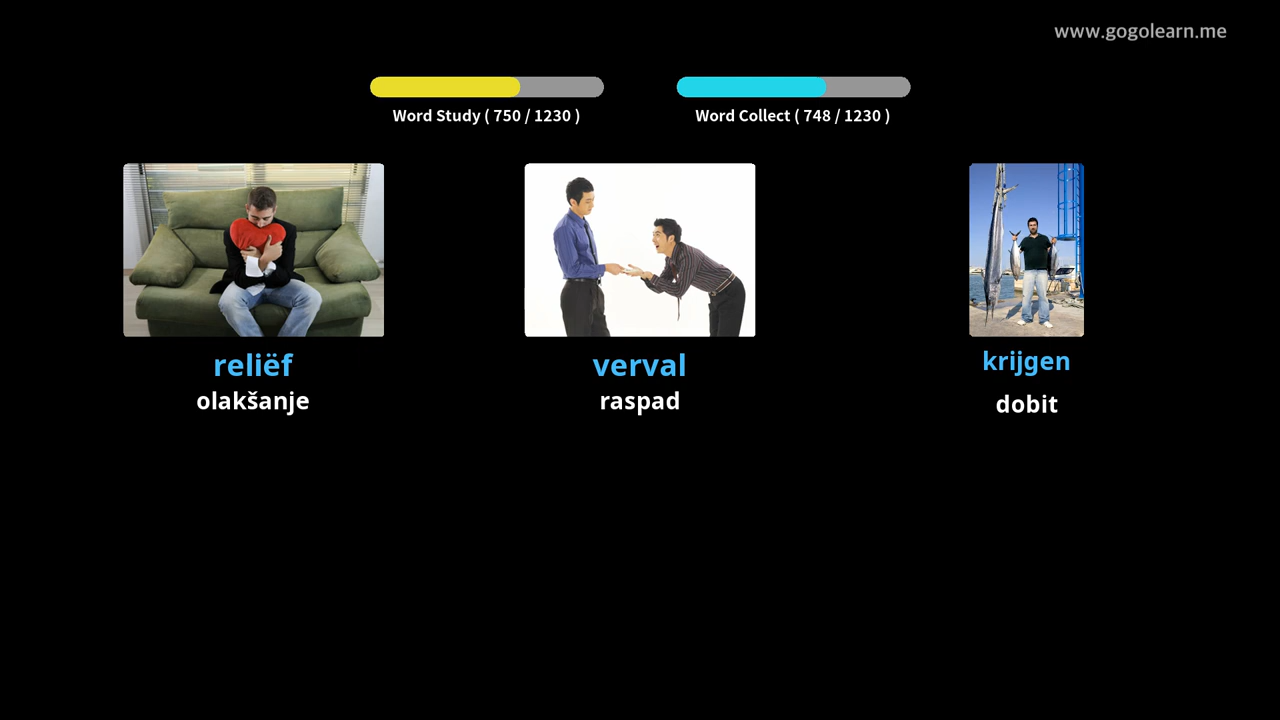 www.gogolearn.me
Word Study ( 750 / 1230 )
Word Collect ( 748 / 1230 )
reliëf
olakšanje
verval
raspad
krijgen
dobit